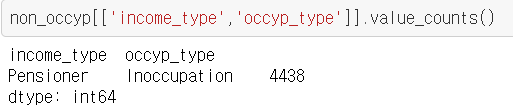 non_occyp[['income_type','occyp_type']].value_counts()
income_type  occyp_type
Pensioner    Inoccupation    4438
dtype: int64